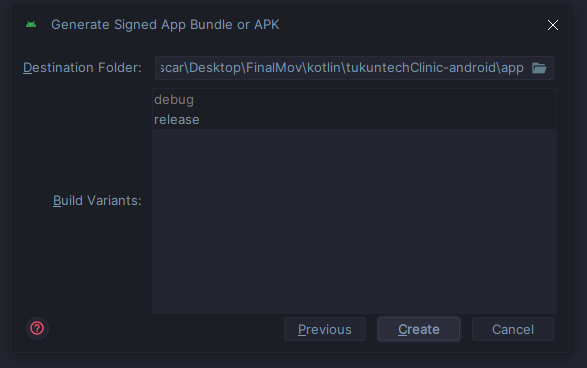 Generate Signed App Bundle or APK
Destination Folder: scar\Desktop\FinalMov\kotlin\tukuntechClinic-android\app
debug
release
Build Variants:
Previous Create Cancel